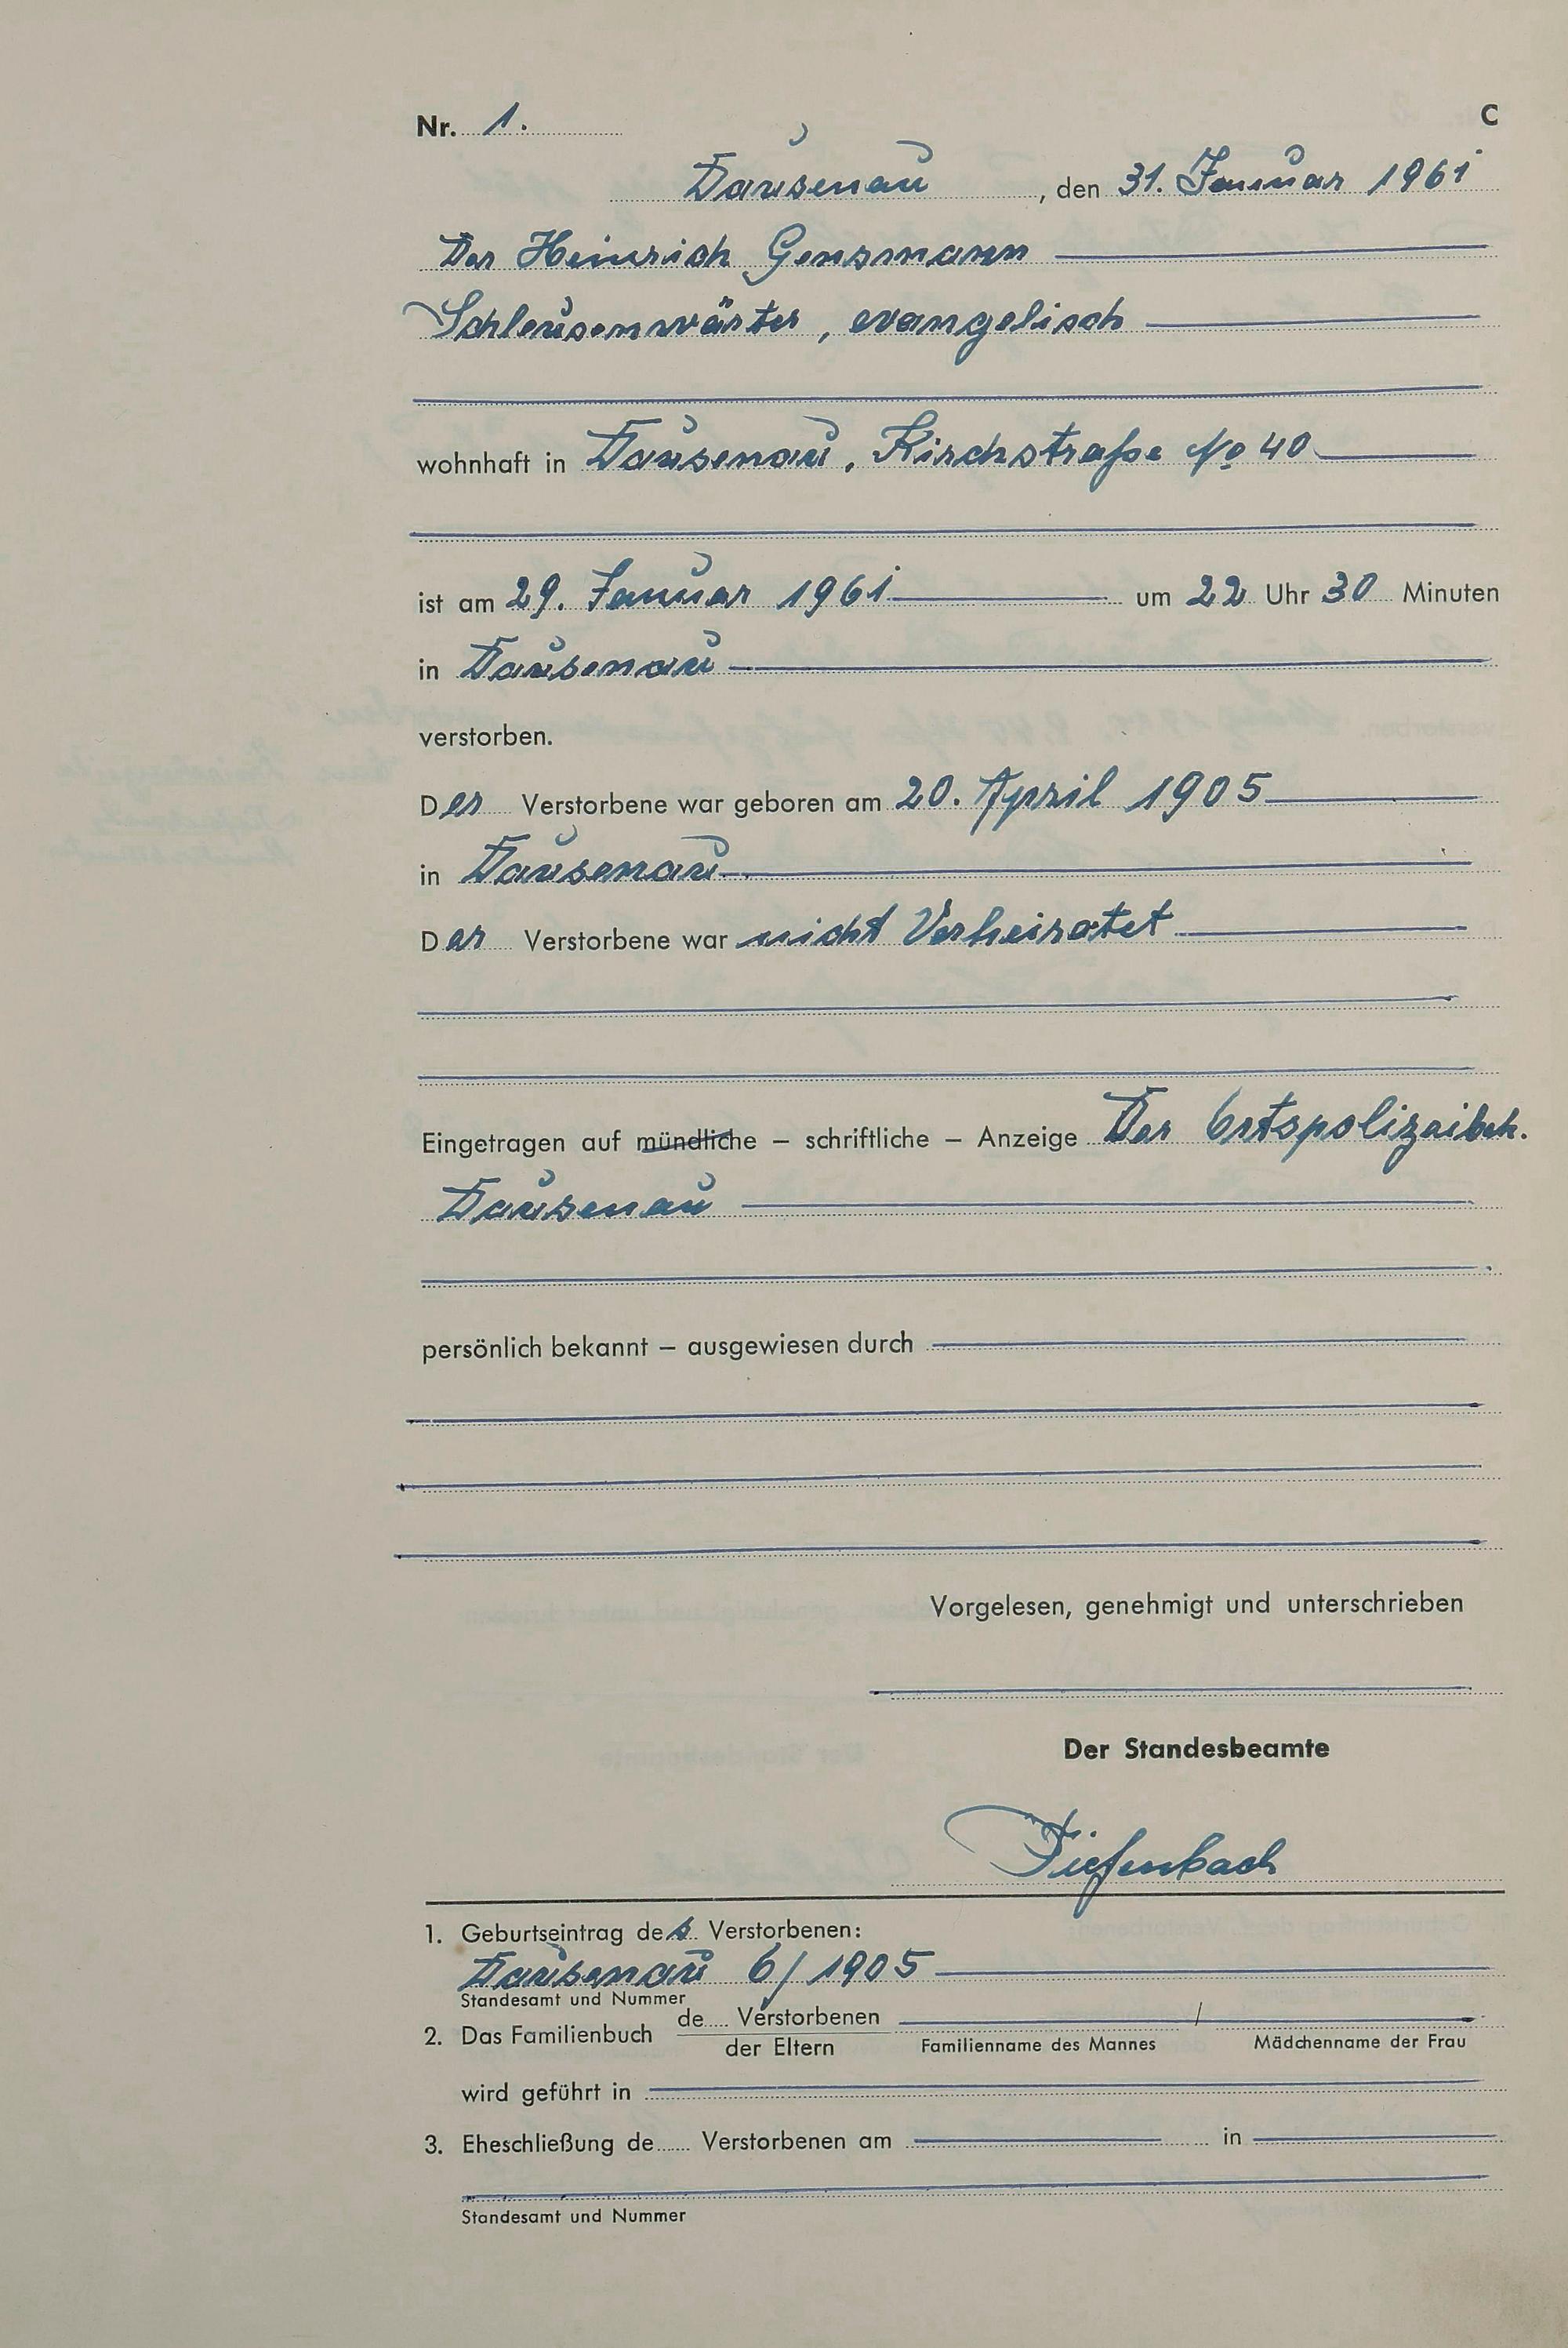 Nr. 1. C
Dausenau, den 31. Januar 1961
Der Heinrich Gensmann
Schleusenwärter, evangelisch
wohnhaft in Dausenau, Kirchstraße No 40
ist am 29. Januar 1961 um 22 Uhr 30 Minuten
in Dausenau
verstorben.
Der Verstorbene war geboren am 20. April 1905
in Dausenau
Der Verstorbene war nicht Verheiratet
Eingetragen auf mündliche – schriftliche – Anzeige Der Ortspolizeibeh.
Dausenau
persönlich bekannt – ausgewiesen durch
Vorgelesen, genehmigt und unterschrieben
Der Standesbeamte
Diefenbach
1. Geburtseintrag des Verstorbenen:
Dausenau 6/1905
Standesamt und Nummer
2. Das Familienbuch de..... Verstorbenen
der Eltern Familienname des Mannes Mädchenname der Frau
wird geführt in
3. Eheschließung de...... Verstorbenen am in
Standesamt und Nummer